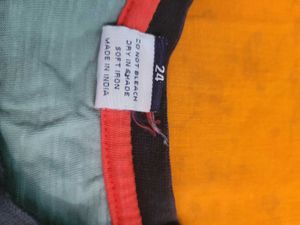 24
DO NOT BLEACH
DRY IN SHADE
SOFT IRON
MADE IN INDIA